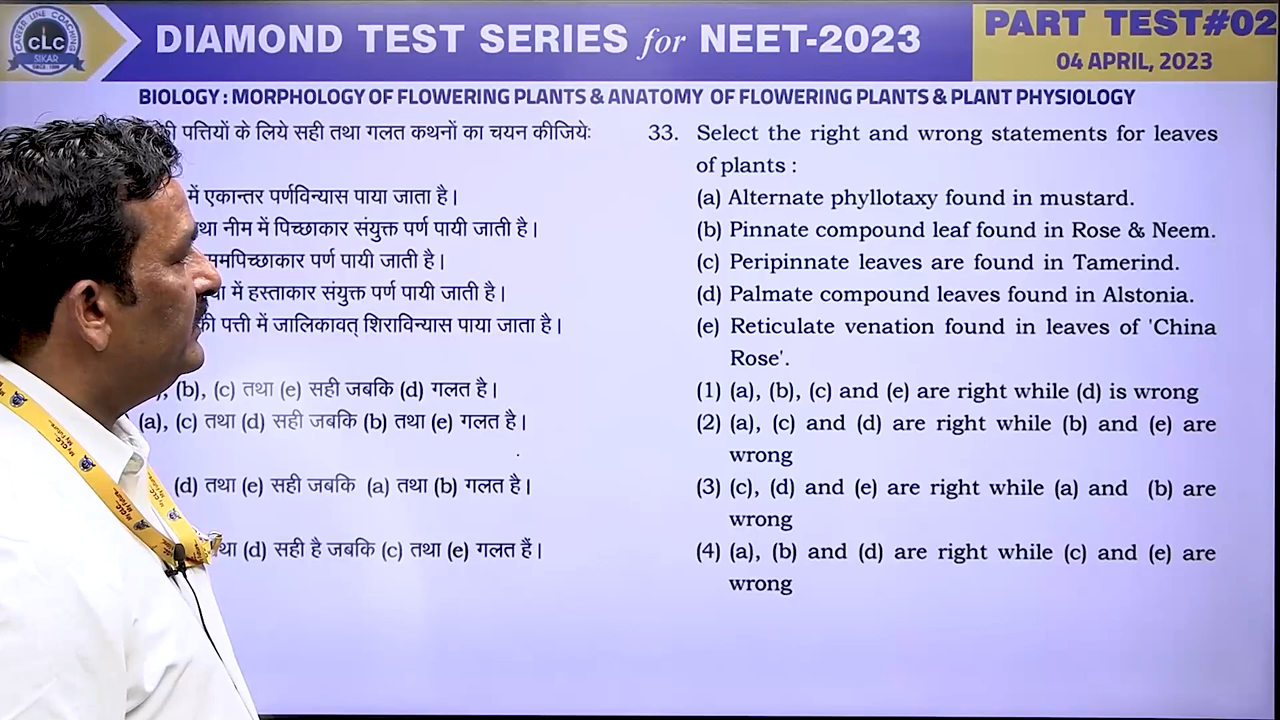 CAREER LINE COACHING
CLC
SIKAR
DIAMOND TEST SERIES for NEET-2023
PART TEST#02
04 APRIL, 2023
BIOLOGY : MORPHOLOGY OF FLOWERING PLANTS & ANATOMY OF FLOWERING PLANTS & PLANT PHYSIOLOGY
पत्तियों के लिये सही तथा गलत कथनों का चयन कीजियेः
में एकान्तर पर्णविन्यास पाया जाता है।
नीम में पिच्छाकार संयुक्त पर्ण पायी जाती है।
पर्ण पायी जाती है।
में हस्ताकार संयुक्त पर्ण पायी जाती है।
की पत्ती में जालिकावत् शिराविन्यास पाया जाता है।
(b), (c) तथा (e) सही जबकि (d) गलत है।
(a), (c) तथा (d) सही जबकि (b) तथा (e) गलत है।
(d) तथा (e) सही जबकि (a) तथा (b) गलत है।
(d) सही है जबकि (c) तथा (e) गलत हैं।
33. Select the right and wrong statements for leaves
of plants :
(a) Alternate phyllotaxy found in mustard.
(b) Pinnate compound leaf found in Rose & Neem.
(c) Peripinnate leaves are found in Tamerind.
(d) Palmate compound leaves found in Alstonia.
(e) Reticulate venation found in leaves of 'China
Rose'.
(1) (a), (b), (c) and (e) are right while (d) is wrong
(2) (a), (c) and (d) are right while (b) and (e) are
wrong
(3) (c), (d) and (e) are right while (a) and (b) are
wrong
(4) (a), (b) and (d) are right while (c) and (e) are
wrong